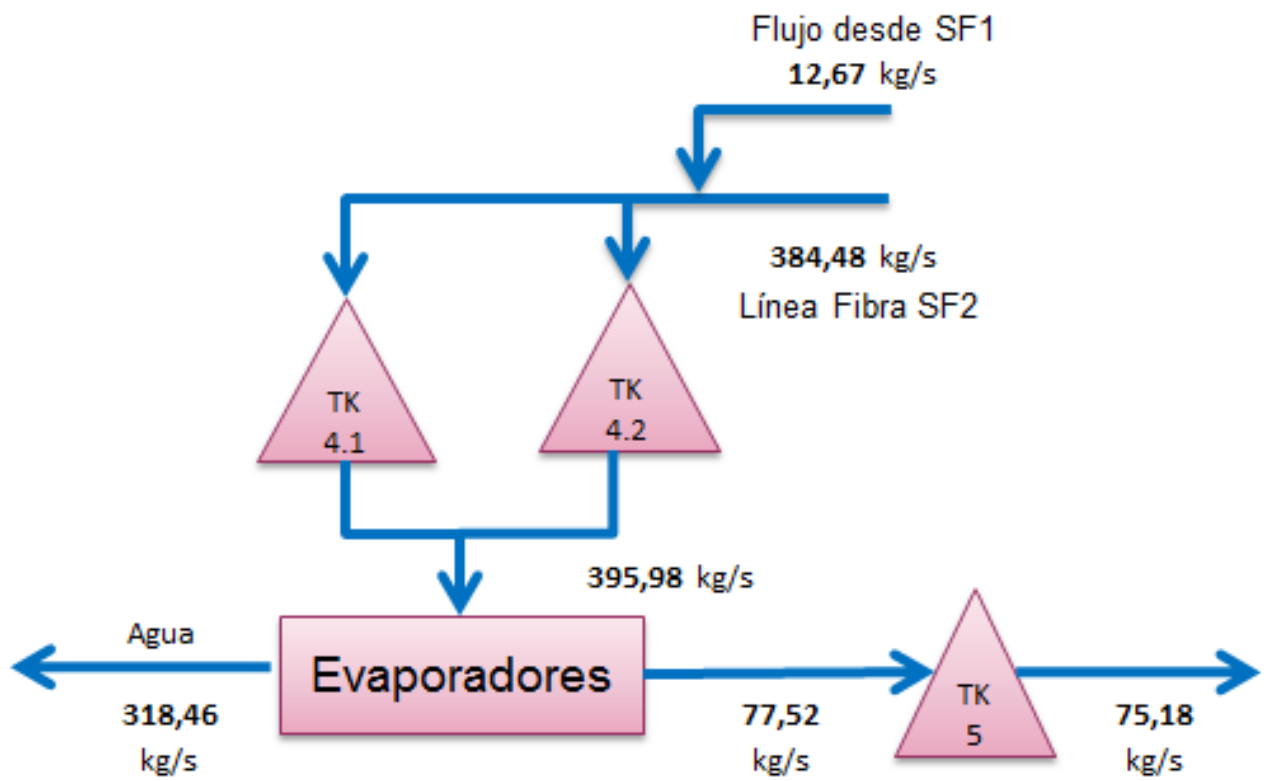 Flujo desde SF1
12,67 kg/s
384,48 kg/s
Línea Fibra SF2
TK
4.1
TK
4.2
395,98 kg/s
Agua
Evaporadores
318,46
kg/s
77,52
kg/s
TK
5
75,18
kg/s